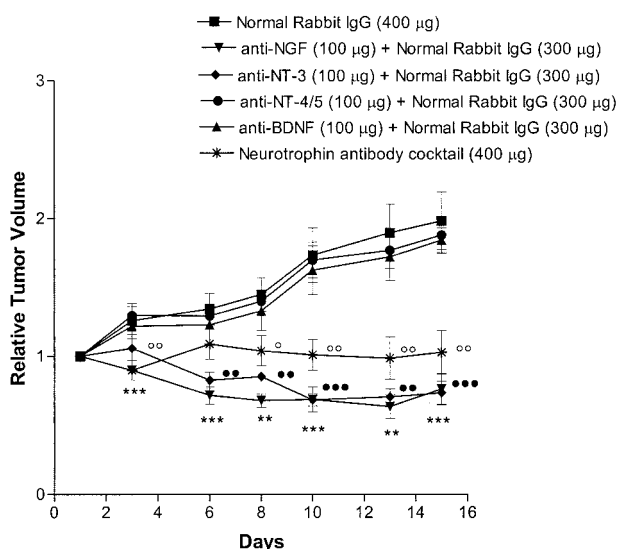 Normal Rabbit IgG (400 µg)
anti-NGF (100 µg) + Normal Rabbit IgG (300 µg)
anti-NT-3 (100 µg) + Normal Rabbit IgG (300 µg)
anti-NT-4/5 (100 µg) + Normal Rabbit IgG (300 µg)
anti-BDNF (100 µg) + Normal Rabbit IgG (300 µg)
Neurotrophin antibody cocktail (400 µg)
Relative Tumor Volume
3
2
1
0
***
***
**
***
**
***
0 2 4 6 8 10 12 14 16
Days